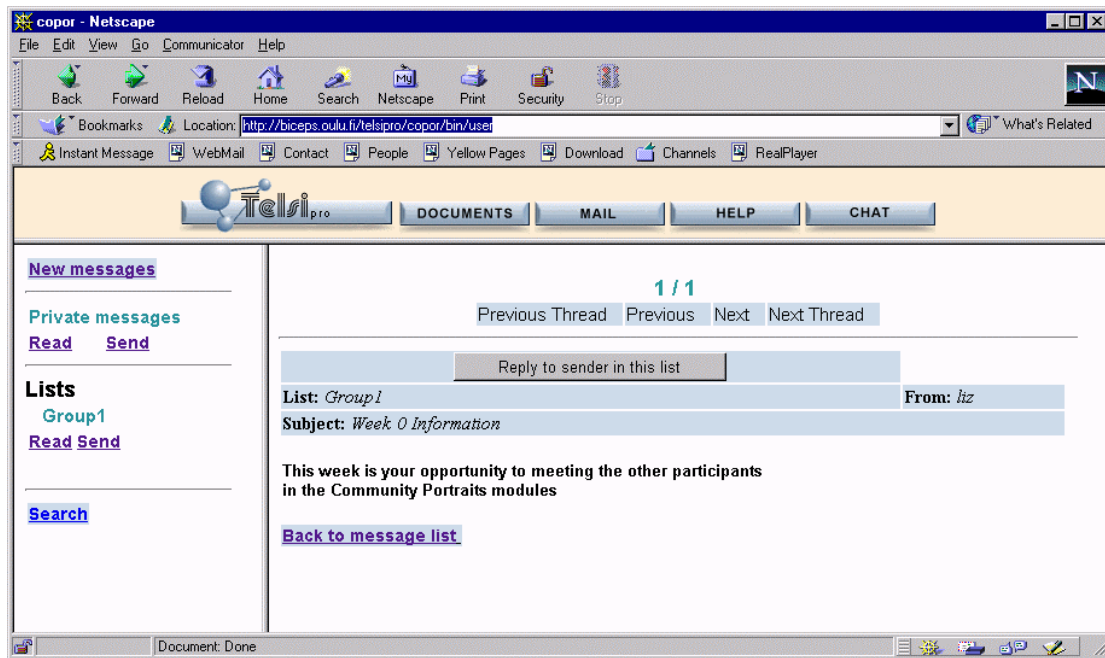 copor - Netscape
File Edit View Go Communicator Help
Back Forward Reload Home Search Netscape Print Security Stop
My
N
Bookmarks Location: http://biceps.oulu.fi/telsipro/copor/bin/user What's Related
Instant Message WebMail Contact People Yellow Pages Download Channels RealPlayer
Telsi pro DOCUMENTS MAIL HELP CHAT
New messages
Private messages
Read Send
Lists
Group1
Read Send
Search
1 / 1
Previous Thread Previous Next Next Thread
Reply to sender in this list
List: Group1 From: liz
Subject: Week 0 Information
This week is your opportunity to meeting the other participants
in the Community Portraits modules
Back to message list
Document: Done